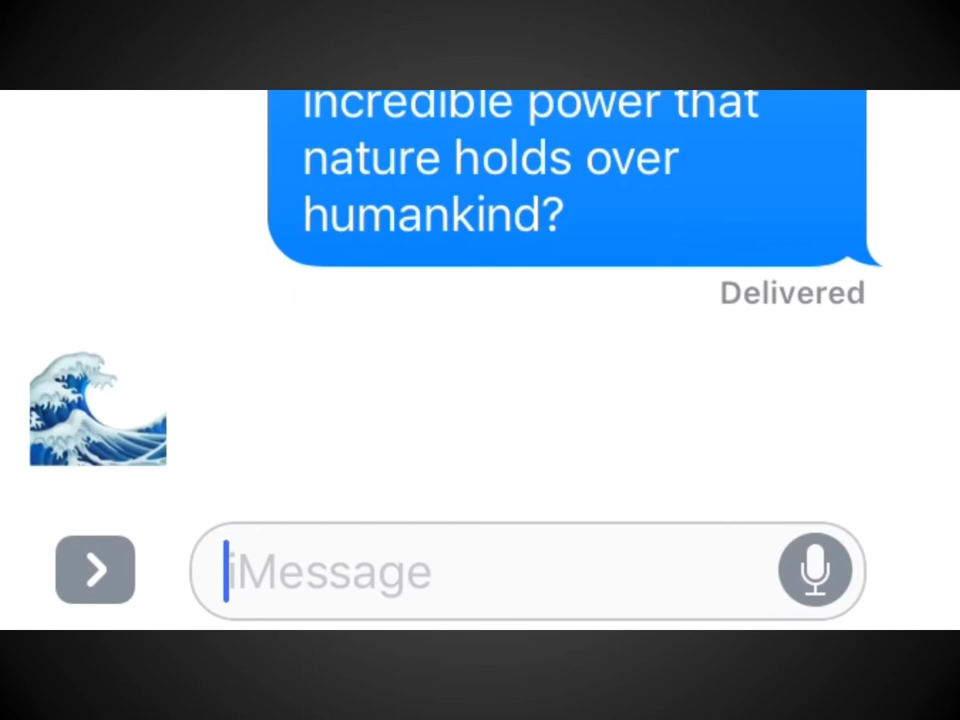 incredible power that
nature holds over
humankind?
Delivered
iMessage